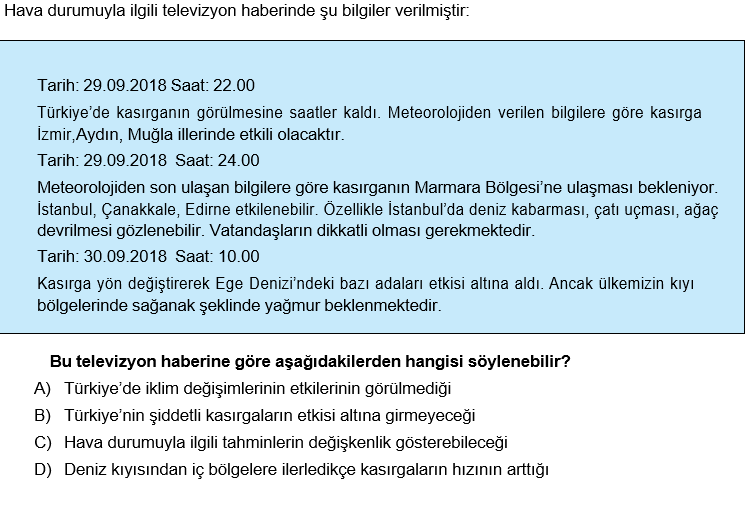 Hava durumuyla ilgili televizyon haberinde şu bilgiler verilmiştir:
Tarih: 29.09.2018 Saat: 22.00
Türkiye'de kasırganın görülmesine saatler kaldı. Meteorolojiden verilen bilgilere göre kasırga
İzmir,Aydın, Muğla illerinde etkili olacaktır.
Tarih: 29.09.2018 Saat: 24.00
Meteorolojiden son ulaşan bilgilere göre kasırganın Marmara Bölgesi'ne ulaşması bekleniyor.
İstanbul, Çanakkale, Edirne etkilenebilir. Özellikle İstanbul'da deniz kabarması, çatı uçması, ağaç
devrilmesi gözlenebilir. Vatandaşların dikkatli olması gerekmektedir.
Tarih: 30.09.2018 Saat: 10.00
Kasırga yön değiştirerek Ege Denizi'ndeki bazı adaları etkisi altına aldı. Ancak ülkemizin kıyı
bölgelerinde sağanak şeklinde yağmur beklenmektedir.
Bu televizyon haberine göre aşağıdakilerden hangisi söylenebilir?
A) Türkiye'de iklim değişimlerinin etkilerinin görülmediği
B) Türkiye'nin şiddetli kasırgaların etkisi altına girmeyeceği
C) Hava durumuyla ilgili tahminlerin değişkenlik gösterebileceği
D) Deniz kıyısından iç bölgelere ilerledikçe kasırgaların hızının arttığı